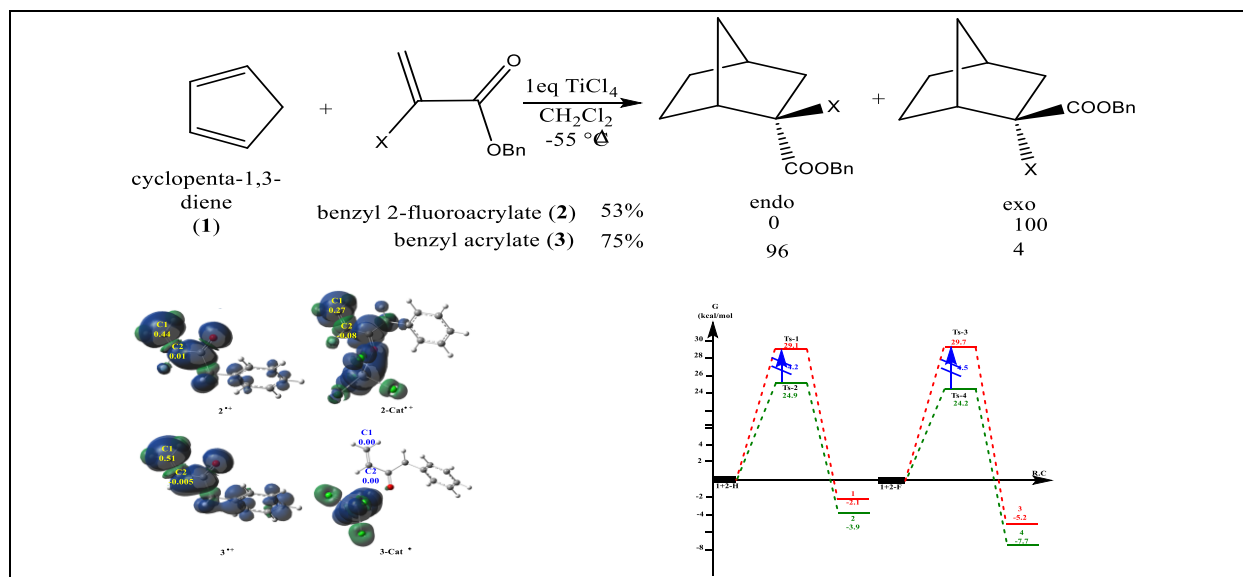 X
O
OBn
+
1eq TiCl4
CH2Cl2
-55 °C
Δ
X
COOBn
+
COOBn
X
cyclopenta-1,3-
diene
(1)
benzyl 2-fluoroacrylate (2) 53%
benzyl acrylate (3) 75%
endo
0
96
exo
100
4
C1
0.44
C2
0.01
2•+
C1
0.27
C2
-0.08
2-Cat•+
C1
0.51
C2
-0.005
3•+
C1
0.00
C2
0.00
3-Cat •
G
(kcal/mol
30
28
26
24
4
2
0
-2
-4
-8
Ts-1
29.1
Ts-2
24.9
Ts-3
29.7
Ts-4
24.2
1+2-H
1+2-F
R.C
1
-2.1
2
-3.9
3
-5.2
4
-7.7